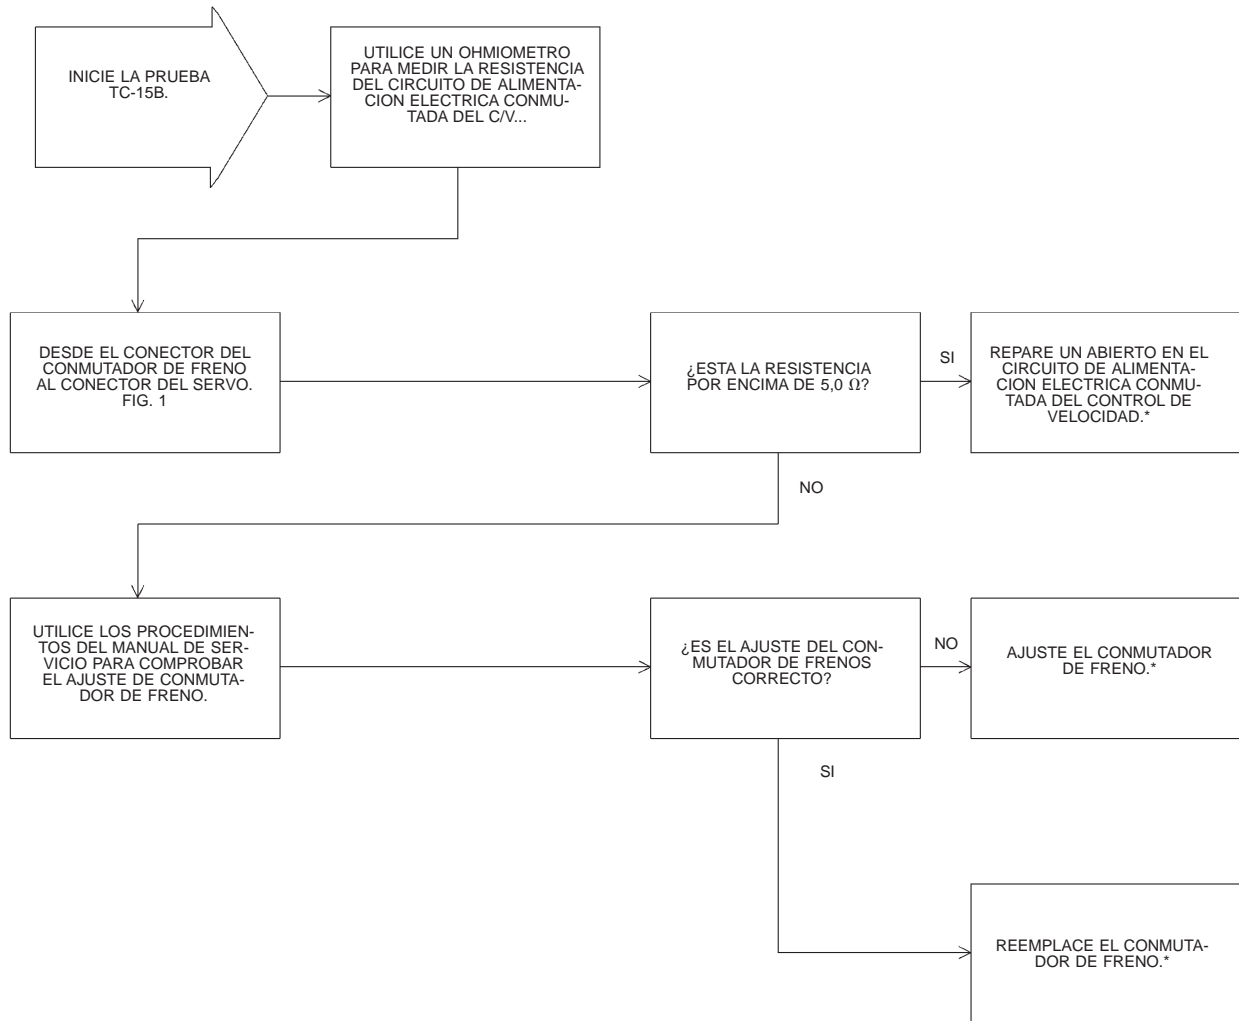 INICIE LA PRUEBA
TC-15B.
UTILICE UN OHMIOMETRO
PARA MEDIR LA RESISTENCIA
DEL CIRCUITO DE ALIMENTA-
CION ELECTRICA CONMU-
TADA DEL C/V...
DESDE EL CONECTOR DEL
CONMUTADOR DE FRENO
AL CONECTOR DEL SERVO.
FIG. 1
¿ESTA LA RESISTENCIA
POR ENCIMA DE 5,0 Ω?
SI
REPARE UN ABIERTO EN EL
CIRCUITO DE ALIMENTA-
CION ELECTRICA CONMU-
TADA DEL CONTROL DE
VELOCIDAD.*
NO
UTILICE LOS PROCEDIMIEN-
TOS DEL MANUAL DE SER-
VICIO PARA COMPROBAR
EL AJUSTE DE CONMUTA-
DOR DE FRENO.
¿ES EL AJUSTE DEL CON-
MUTADOR DE FRENOS
CORRECTO?
NO
AJUSTE EL CONMUTADOR
DE FRENO.*
SI
REEMPLACE EL CONMUTA-
DOR DE FRENO.*